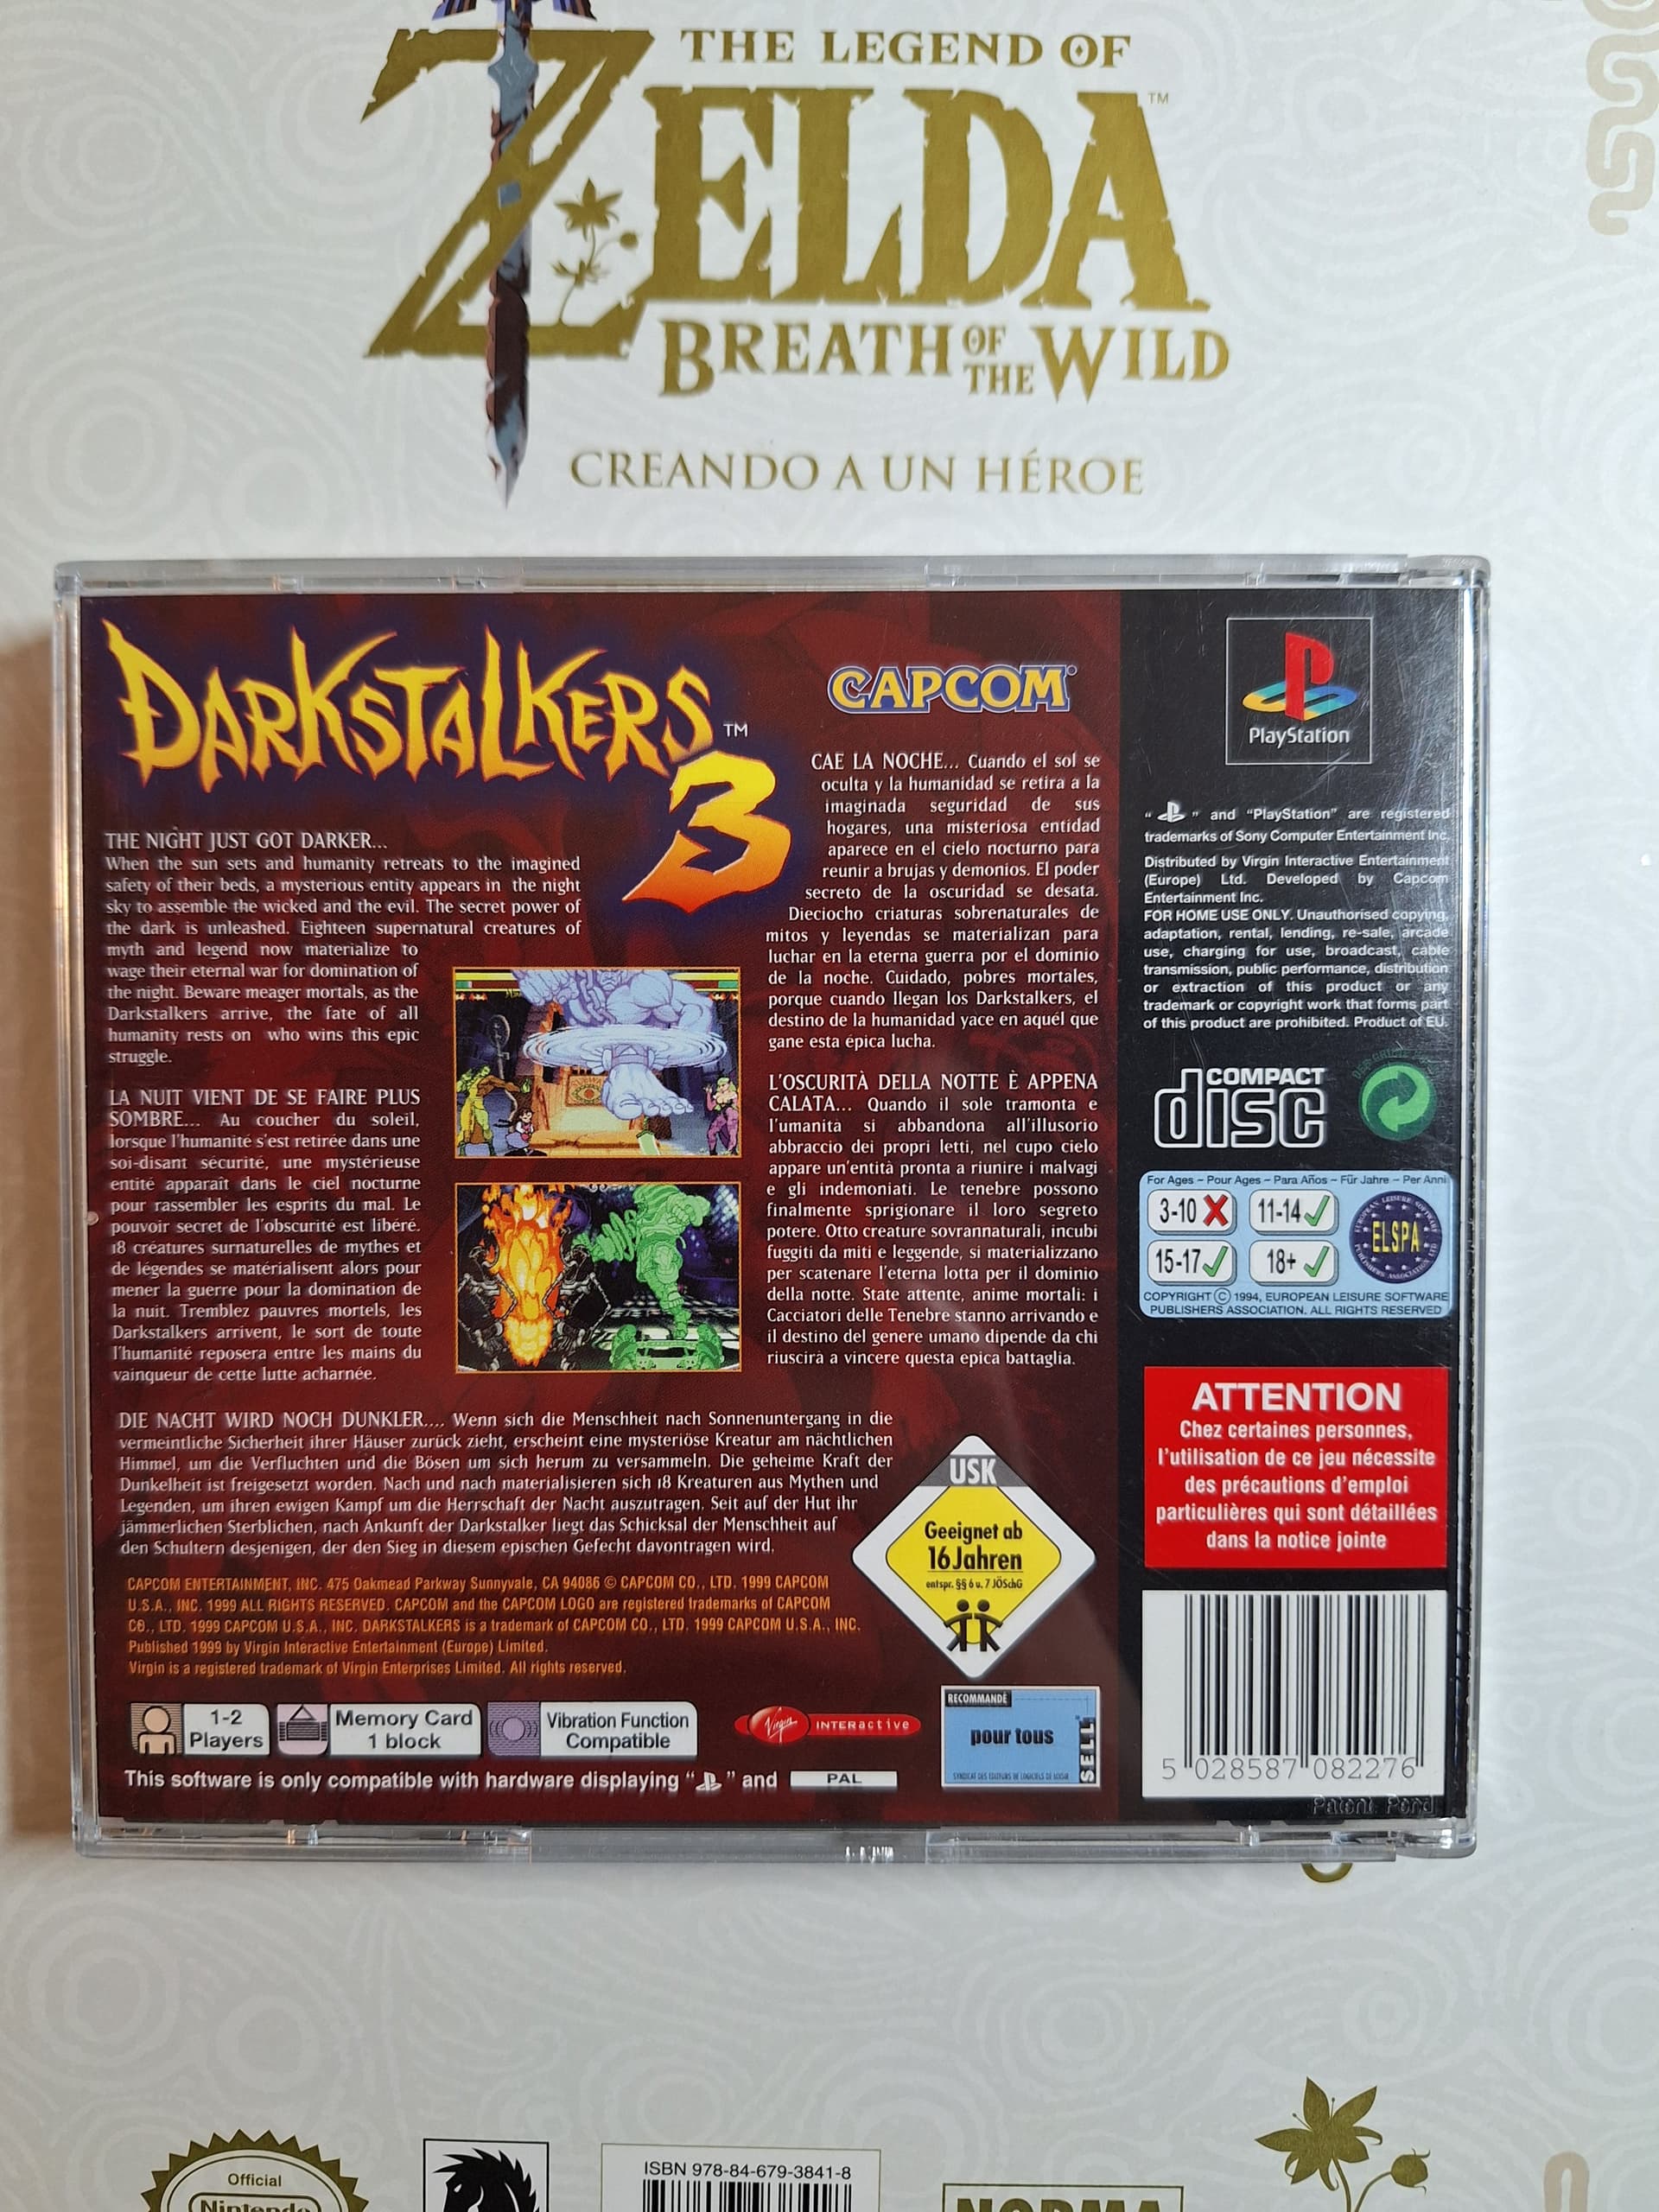 THE LEGEND OF
ZELDA™
BREATH OF THE WILD
CREANDO A UN HÉROE
DARKSTALKERS™
3
THE NIGHT JUST GOT DARKER...
When the sun sets and humanity retreats to the imagined
safety of their beds, a mysterious entity appears in the night
sky to assemble the wicked and the evil. The secret power of
the dark is unleashed. Eighteen supernatural creatures of
myth and legend now materialize to
wage their eternal war for domination of
the night. Beware meager mortals, as the
Darkstalkers arrive, the fate of all
humanity rests on who wins this epic
struggle.
LA NUIT VIENT DE SE FAIRE PLUS
SOMBRE... Au coucher du soleil,
lorsque l'humanité s'est retirée dans une
soi-disant sécurité, une mystérieuse
entité apparaît dans le ciel nocturne
pour rassembler les esprits du mal. Le
pouvoir secret de l'obscurité est libéré.
18 créatures surnaturelles de mythes et
de légendes se matérialisent alors pour
mener la guerre pour la domination de
la nuit. Tremblez pauvres mortels, les
Darkstalkers arrivent, le sort de toute
l'humanité reposera entre les mains du
vainqueur de cette lutte acharnée.
CAPCOM
CAE LA NOCHE... Cuando el sol se
oculta y la humanidad se retira a la
imaginada seguridad de sus
hogares, una misteriosa entidad
aparece en el cielo nocturno para
reunir a brujas y demonios. El poder
secreto de la oscuridad se desata.
Dieciocho criaturas sobrenaturales de
mitos y leyendas se materializan para
luchar en la eterna guerra por el dominio
de la noche. Cuidado, pobres mortales,
porque cuando llegan los Darkstalkers, el
destino de la humanidad yace en aquél que
gane esta épica lucha.
L'OSCURITÀ DELLA NOTTE È APPENA
CALATA... Quando il sole tramonta e
l'umanità si abbandona all'illusorio
abbraccio dei propri letti, nel cupo cielo
appare un'entità pronta a riunire i malvagi
e gli indemoniati. Le tenebre possono
finalmente sprigionare il loro segreto
potere. Otto creature sovrannaturali, incubi
fuggiti da miti e leggende, si materializzano
per scatenare l'eterna lotta per il dominio
della notte. State attente, anime mortali: i
Cacciatori delle Tenebre stanno arrivando e
il destino del genere umano dipende da chi
riuscirà a vincere questa epica battaglia.
DIE NACHT WIRD NOCH DUNKLER.... Wenn sich die Menschheit nach Sonnenuntergang in die
vermeintliche Sicherheit ihrer Häuser zurück zieht, erscheint eine mysteriöse Kreatur am nächtlichen
Himmel, um die Verfluchten und die Bösen um sich herum zu versammeln. Die geheime Kraft der
Dunkelheit ist freigesetzt worden. Nach und nach materialisieren sich 18 Kreaturen aus Mythen und
Legenden, um ihren ewigen Kampf um die Herrschaft der Nacht auszutragen. Seit auf der Hut ihr
jämmerlichen Sterblichen, nach Ankunft der Darkstalker liegt das Schicksal der Menschheit auf
den Schultern desjenigen, der den Sieg in diesem epischen Gefecht davontragen wird.
CAPCOM ENTERTAINMENT, INC. 475 Oakmead Parkway Sunnyvale, CA 94086 © CAPCOM CO., LTD. 1999 CAPCOM
U.S.A., INC. 1999 ALL RIGHTS RESERVED. CAPCOM and the CAPCOM LOGO are registered trademarks of CAPCOM
CO., LTD. 1999 CAPCOM U.S.A., INC. DARKSTALKERS is a trademark of CAPCOM CO., LTD. 1999 CAPCOM U.S.A., INC.
Published 1999 by Virgin Interactive Entertainment (Europe) Limited.
Virgin is a registered trademark of Virgin Enterprises Limited. All rights reserved.
USK
Geeignet ab
16 Jahren
entspr. §§ 6 u. 7 JÖSchG
1-2
Players
Memory Card
1 block
Vibration Function
Compatible
Virgin INTERactive
RECOMMANDÉ
pour tous
SELL
SYNDICAT DES EDITEURS DE LOGICIELS DE LOISIR
This software is only compatible with hardware displaying " " and PAL
PlayStation
" " and "PlayStation" are registered
trademarks of Sony Computer Entertainment Inc.
Distributed by Virgin Interactive Entertainment
(Europe) Ltd. Developed by Capcom
Entertainment Inc.
FOR HOME USE ONLY. Unauthorised copying,
adaptation, rental, lending, re-sale, arcade
use, charging for use, broadcast, cable
transmission, public performance, distribution
or extraction of this product or any
trademark or copyright work that forms part
of this product are prohibited. Product of EU.
COMPACT
disc
For Ages – Pour Ages – Para Años – Für Jahre – Per Anni
3-10
11-14
15-17
18+
ELSPA
COPYRIGHT © 1994, EUROPEAN LEISURE SOFTWARE
PUBLISHERS ASSOCIATION. ALL RIGHTS RESERVED
ATTENTION
Chez certaines personnes,
l'utilisation de ce jeu nécessite
des précautions d'emploi
particulières qui sont détaillées
dans la notice jointe
5 028587 082276
Patent Pend
Official
Nintendo
ISBN 978-84-679-3841-8
NORMA